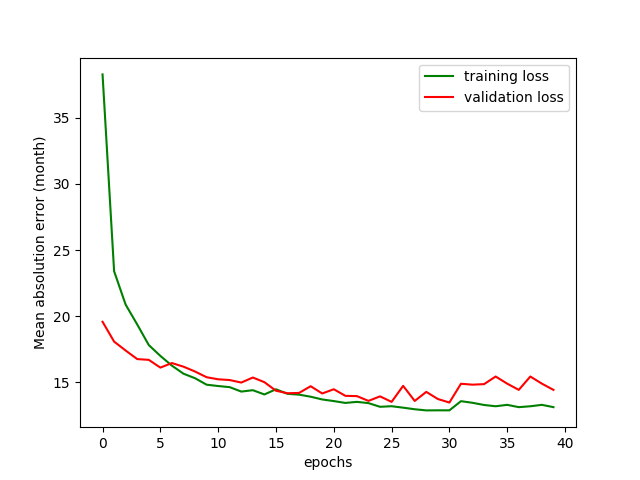 training loss
validation loss
Mean absolution error (month)
35
30
25
20
15
0 5 10 15 20 25 30 35 40
epochs